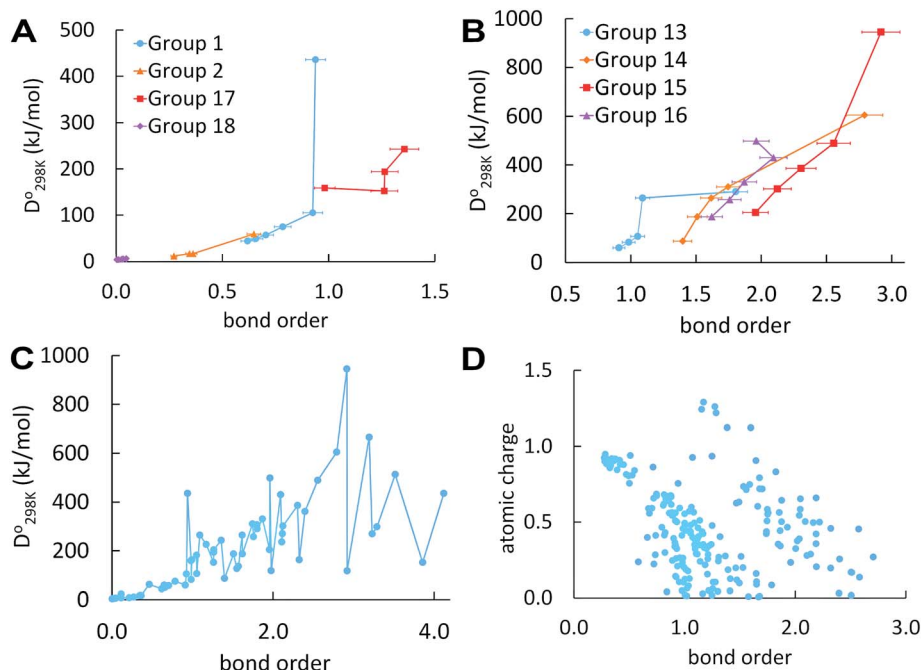 A
500
400
300
200
100
0
0.0
0.5
1.0
1.5
D°298K (kJ/mol)
bond order
Group 1
Group 2
Group 17
Group 18
B
1000
800
600
400
200
0
0.5
1.0
1.5
2.0
2.5
3.0
D°298K (kJ/mol)
bond order
Group 13
Group 14
Group 15
Group 16
C
1000
800
600
400
200
0
0.0
2.0
4.0
D°298K (kJ/mol)
bond order
D
1.5
1.0
0.5
0.0
0.0
1.0
2.0
3.0
atomic charge
bond order